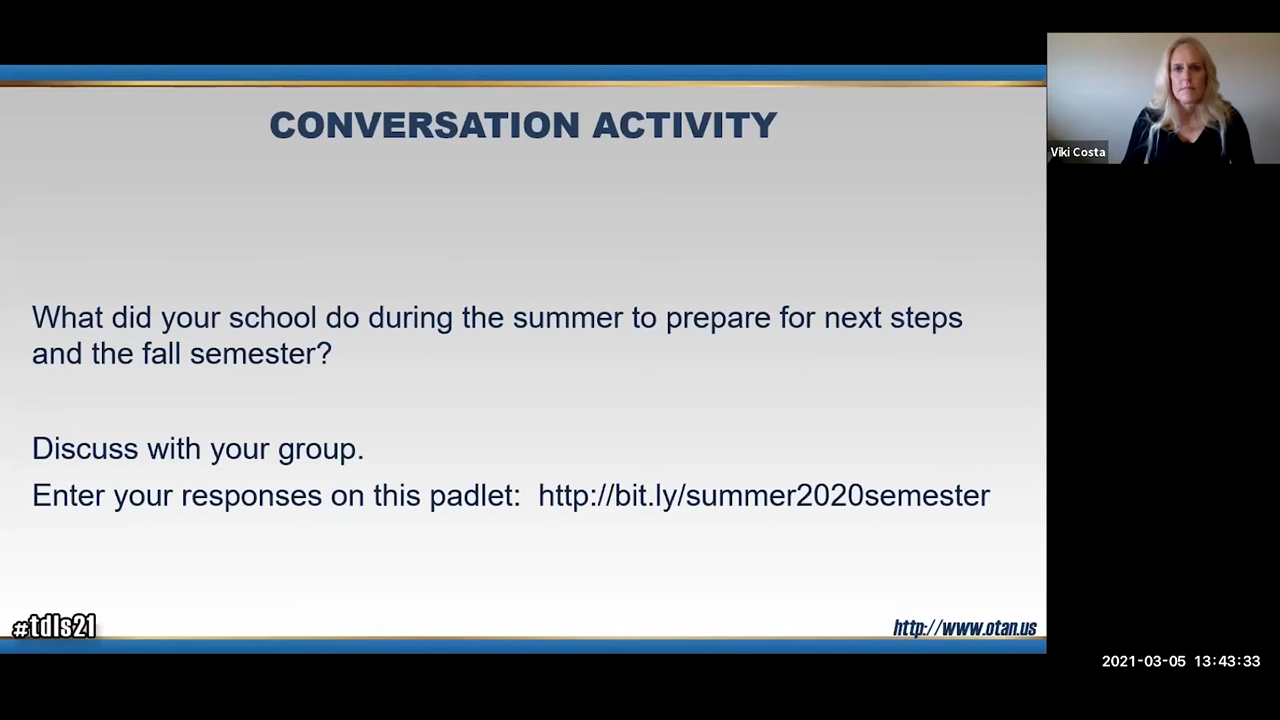 CONVERSATION ACTIVITY
Viki Costa
What did your school do during the summer to prepare for next steps
and the fall semester?
Discuss with your group.
Enter your responses on this padlet: http://bit.ly/summer2020semester
#tdls21
http://www.otan.us
2021-03-05 13:43:33